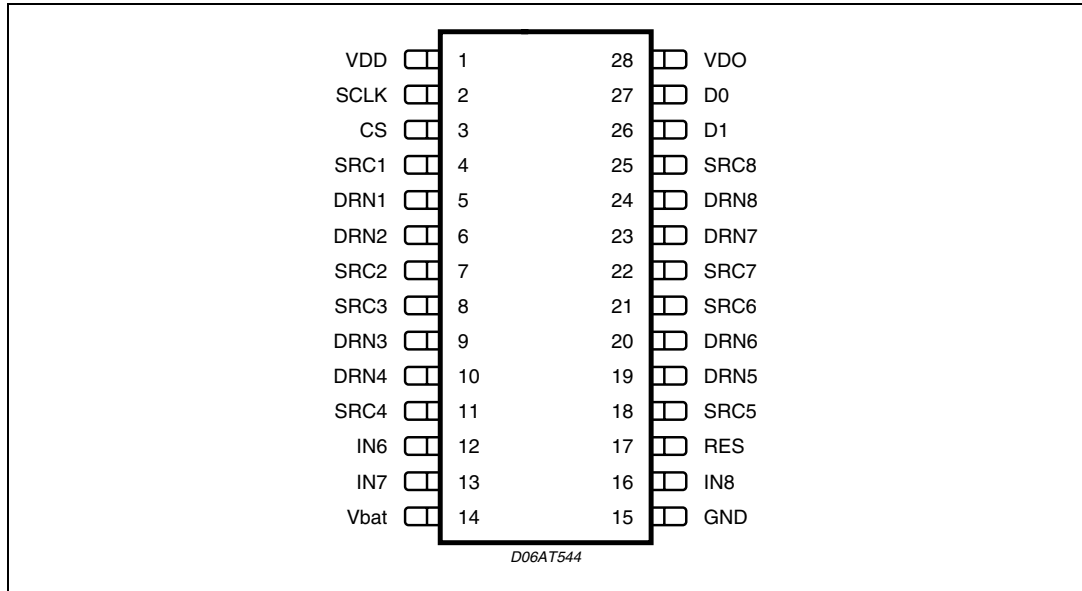 VDD 1 28 VDO
SCLK 2 27 D0
CS 3 26 D1
SRC1 4 25 SRC8
DRN1 5 24 DRN8
DRN2 6 23 DRN7
SRC2 7 22 SRC7
SRC3 8 21 SRC6
DRN3 9 20 DRN6
DRN4 10 19 DRN5
SRC4 11 18 SRC5
IN6 12 17 RES
IN7 13 16 IN8
Vbat 14 15 GND
D06AT544